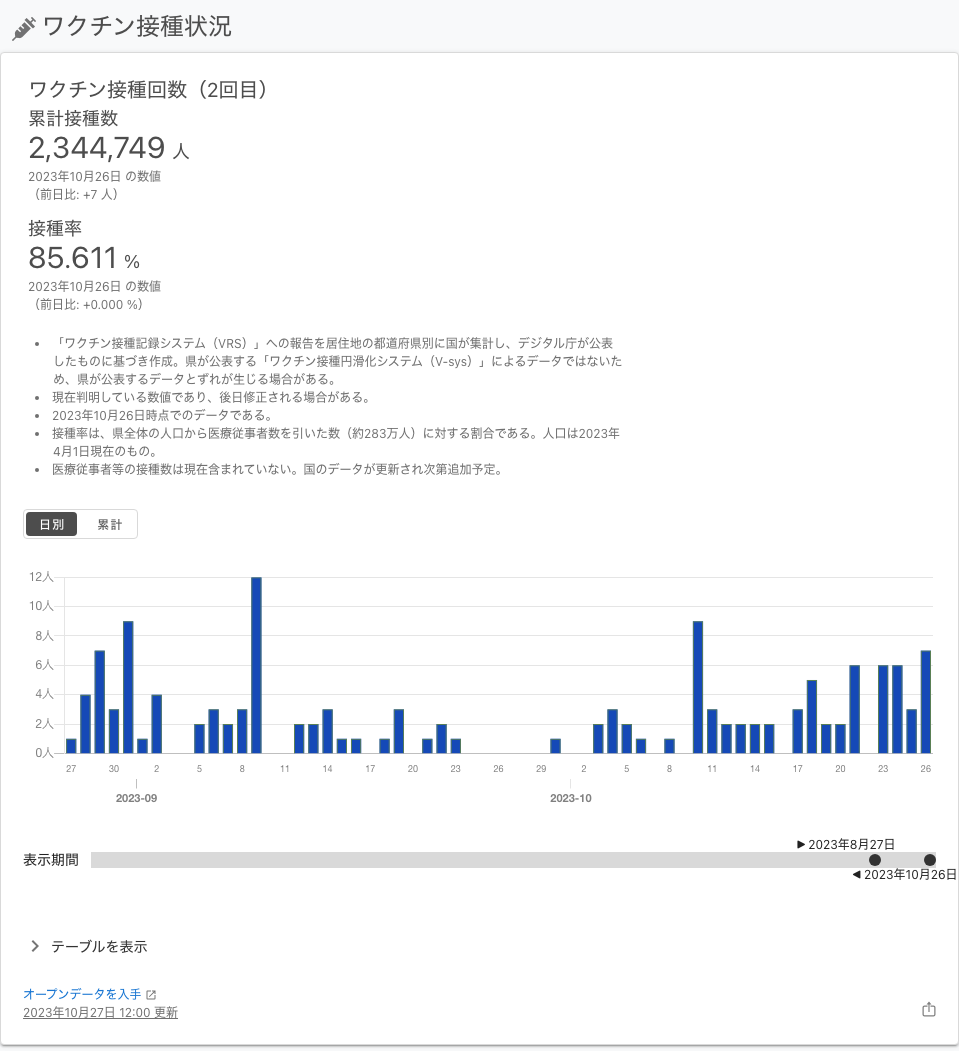 ワクチン接種状況
ワクチン接種回数（2回目）
累計接種数
2,344,749 人
2023年10月26日 の数値
（前日比: +7 人）
接種率
85.611 %
2023年10月26日 の数値
（前日比: +0.000 %）
• 「ワクチン接種記録システム（VRS）」への報告を居住地の都道府県別に国が集計し、デジタル庁が公表
したものに基づき作成。県が公表する「ワクチン接種円滑化システム（V-sys）」によるデータではないた
め、県が公表するデータとずれが生じる場合がある。
• 現在判明している数値であり、後日修正される場合がある。
• 2023年10月26日時点でのデータである。
• 接種率は、県全体の人口から医療従事者数を引いた数（約283万人）に対する割合である。人口は2023年
4月1日現在のもの。
• 医療従事者等の接種数は現在含まれていない。国のデータが更新され次第追加予定。
日別 累計
12人
10人
8人
6人
4人
2人
0人
27 30 2 5 8 11 14 17 20 23 26 29 2 5 8 11 14 17 20 23 26
2023-09 2023-10
▶ 2023年8月27日
表示期間
◀ 2023年10月26日
テーブルを表示
オープンデータを入手
2023年10月27日 12:00 更新